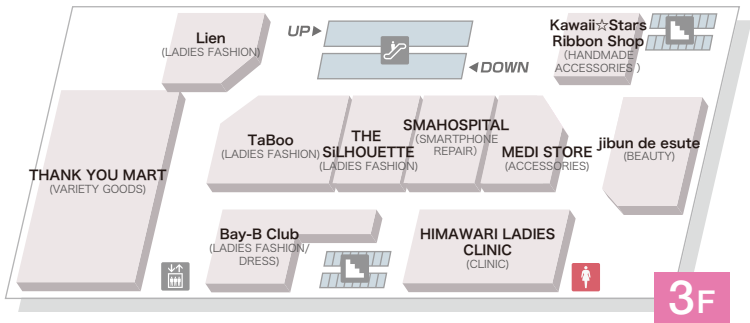 Lien
(LADIES FASHION)
UP▶
◀DOWN
Kawaii☆Stars
Ribbon Shop
(HANDMADE
ACCESSORIES )
THANK YOU MART
(VARIETY GOODS)
TaBoo
(LADIES FASHION)
THE
SiLHOUETTE
(LADIES FASHION)
SMAHOSPITAL
(SMARTPHONE
REPAIR)
MEDI STORE
(ACCESSORIES)
jibun de esute
(BEAUTY)
Bay-B Club
(LADIES FASHION/
DRESS)
HIMAWARI LADIES
CLINIC
(CLINIC)
3F